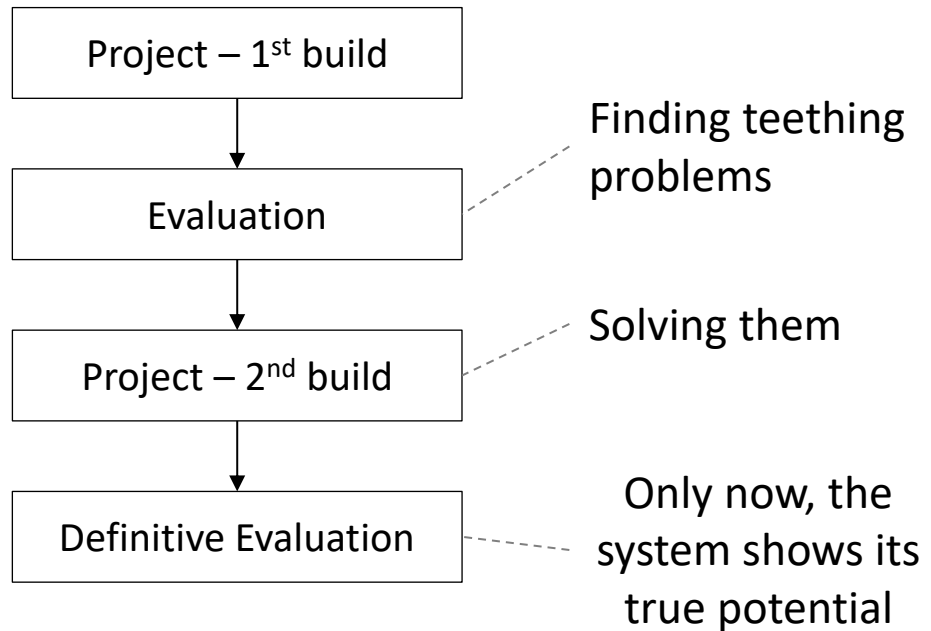 Project – 1st build
Finding teething
problems
Evaluation
Solving them
Project – 2nd build
Definitive Evaluation
Only now, the
system shows its
true potential